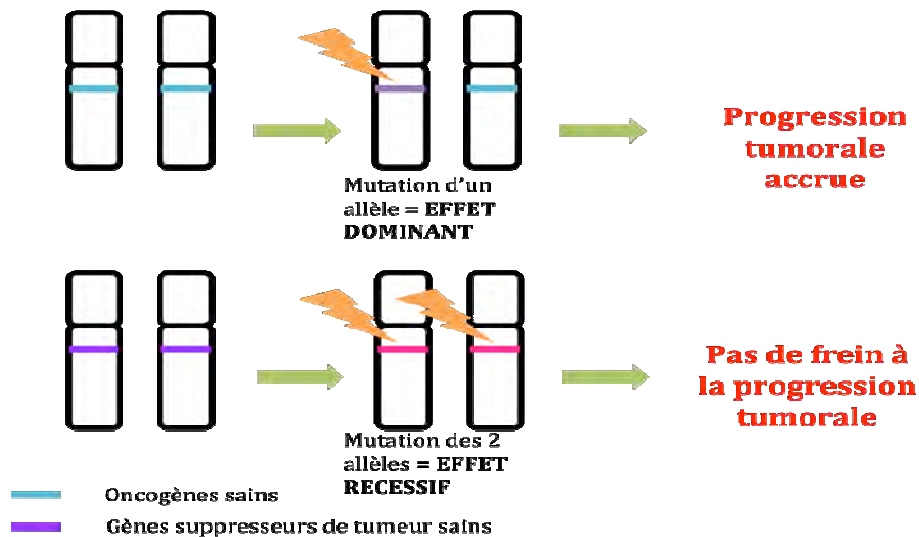 Mutation d'un
allèle = EFFET
DOMINANT
Progression
tumorale
accrue
Mutation des 2
allèles = EFFET
RECESSIF
Pas de frein à
la progression
tumorale
Oncogènes sains
Gènes suppresseurs de tumeur sains